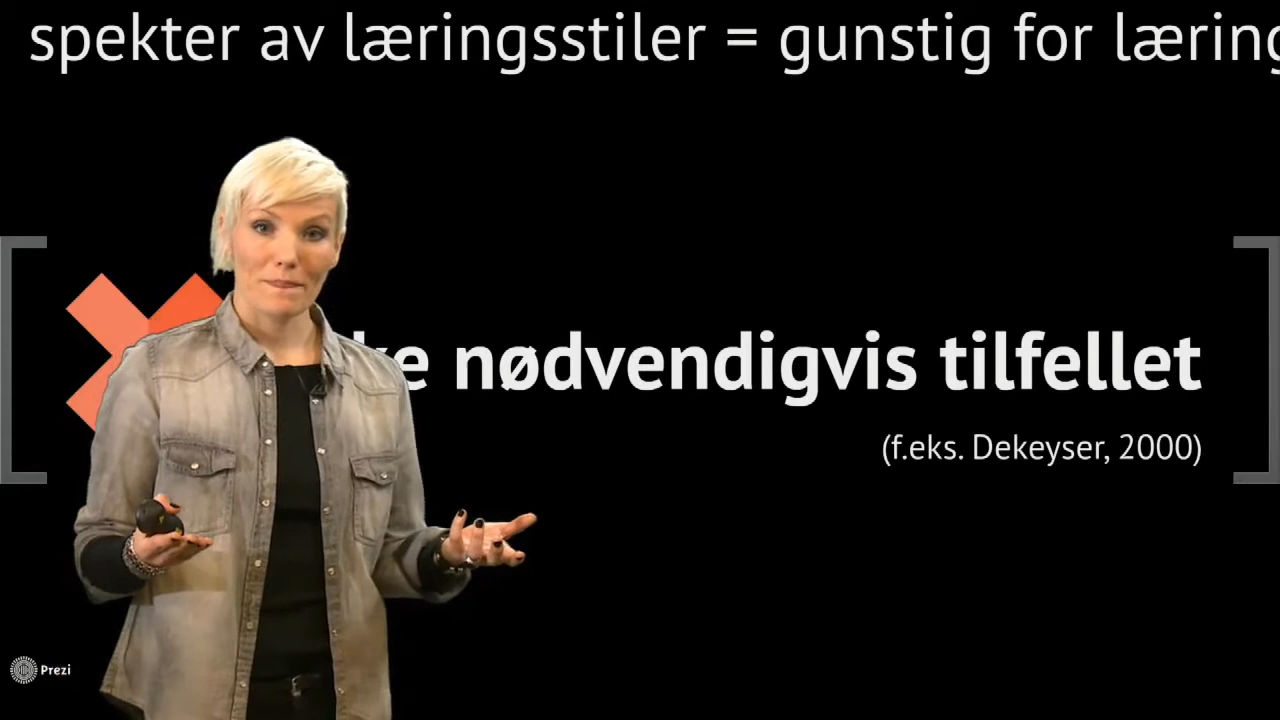 spekter av læringsstiler = gunstig for læring
nødvendigvis tilfellet
(f.eks. Dekeyser, 2000)
Prezi